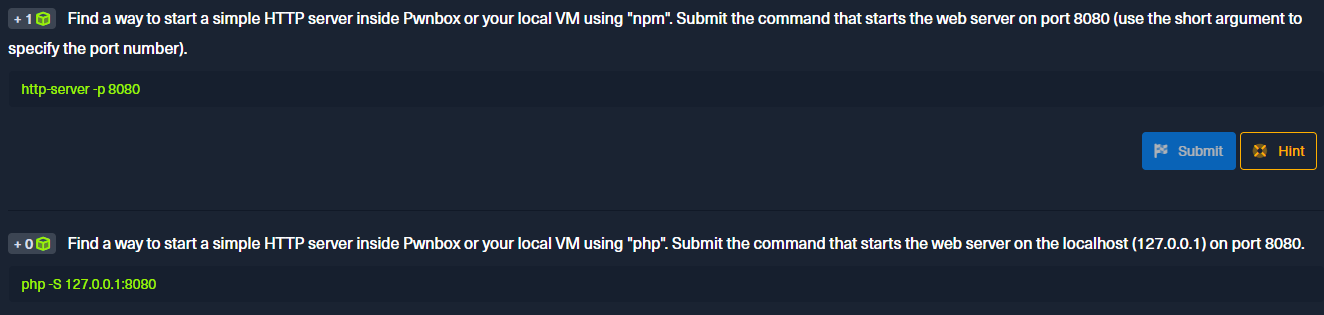 + 1 Find a way to start a simple HTTP server inside Pwnbox or your local VM using "npm". Submit the command that starts the web server on port 8080 (use the short argument to
specify the port number).
http-server -p 8080
Submit Hint
+ 0 Find a way to start a simple HTTP server inside Pwnbox or your local VM using "php". Submit the command that starts the web server on the localhost (127.0.0.1) on port 8080.
php -S 127.0.0.1:8080